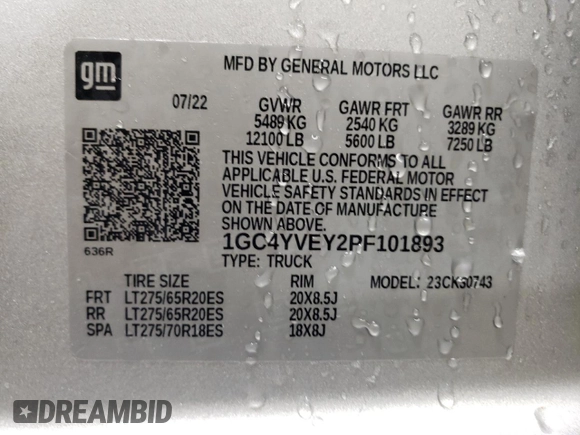 gm
MFD BY GENERAL MOTORS LLC
07/22 GVWR GAWR FRT GAWR RR
5489 KG 2540 KG 3289 KG
12100 LB 5600 LB 7250 LB
THIS VEHICLE CONFORMS TO ALL
APPLICABLE U.S. FEDERAL MOTOR
VEHICLE SAFETY STANDARDS IN EFFECT
ON THE DATE OF MANUFACTURE
SHOWN ABOVE.
636R
1GC4YVEY2PF101893
TYPE: TRUCK MODEL: 23CK30743
TIRE SIZE RIM
FRT LT275/65R20ES 20X8.5J
RR LT275/65R20ES 20X8.5J
SPA LT275/70R18ES 18X8J
DREAMBID